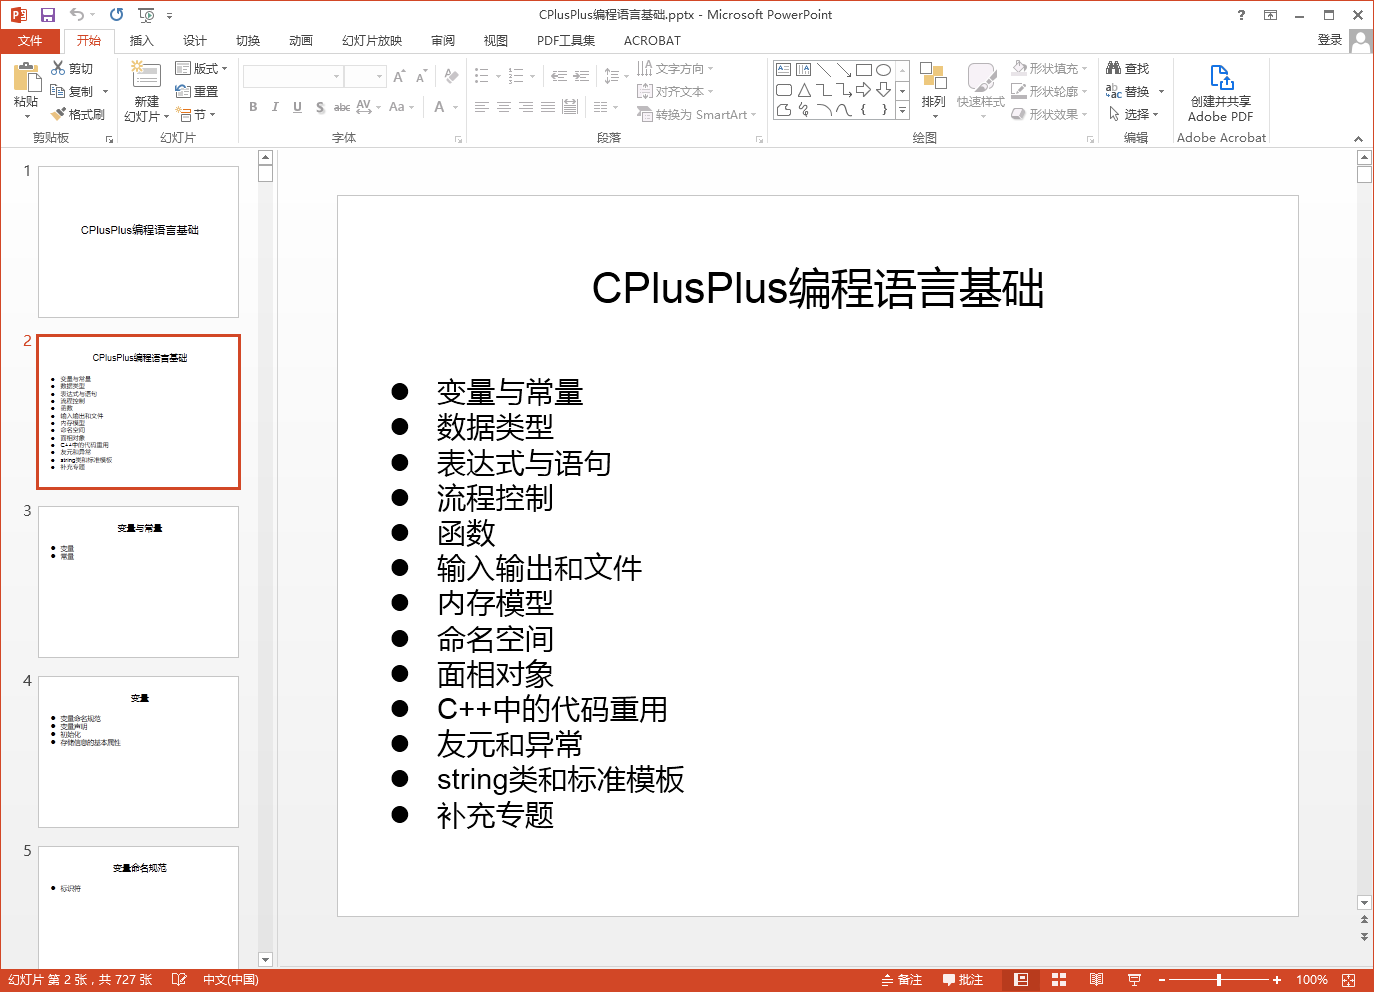 CPlusPlus编程语言基础.pptx - Microsoft PowerPoint
文件 开始 插入 设计 切换 动画 幻灯片放映 审阅 视图 PDF工具集 ACROBAT 登录
粘贴
剪切
复制
格式刷
剪贴板
新建
幻灯片
版式
重置
节
幻灯片
B I U S abc AV Aa A
字体
文字方向
对齐文本
转换为 SmartArt
段落
排列
快速样式
形状填充
形状轮廓
形状效果
绘图
查找
替换
选择
编辑
创建并共享
Adobe PDF
Adobe Acrobat
1
CPlusPlus编程语言基础
2
CPlusPlus编程语言基础
变量与常量
数据类型
表达式与语句
流程控制
函数
输入输出和文件
内存模型
命名空间
面相对象
C++中的代码重用
友元和异常
string类和标准模板
补充专题
3
变量与常量
变量
常量
4
变量
变量命名规范
变量声明
初始化
存储信息的基本属性
5
变量命名规范
标识符
CPlusPlus编程语言基础
● 变量与常量
● 数据类型
● 表达式与语句
● 流程控制
● 函数
● 输入输出和文件
● 内存模型
● 命名空间
● 面相对象
● C++中的代码重用
● 友元和异常
● string类和标准模板
● 补充专题
幻灯片 第 2 张，共 727 张 中文(中国) 备注 批注 100%